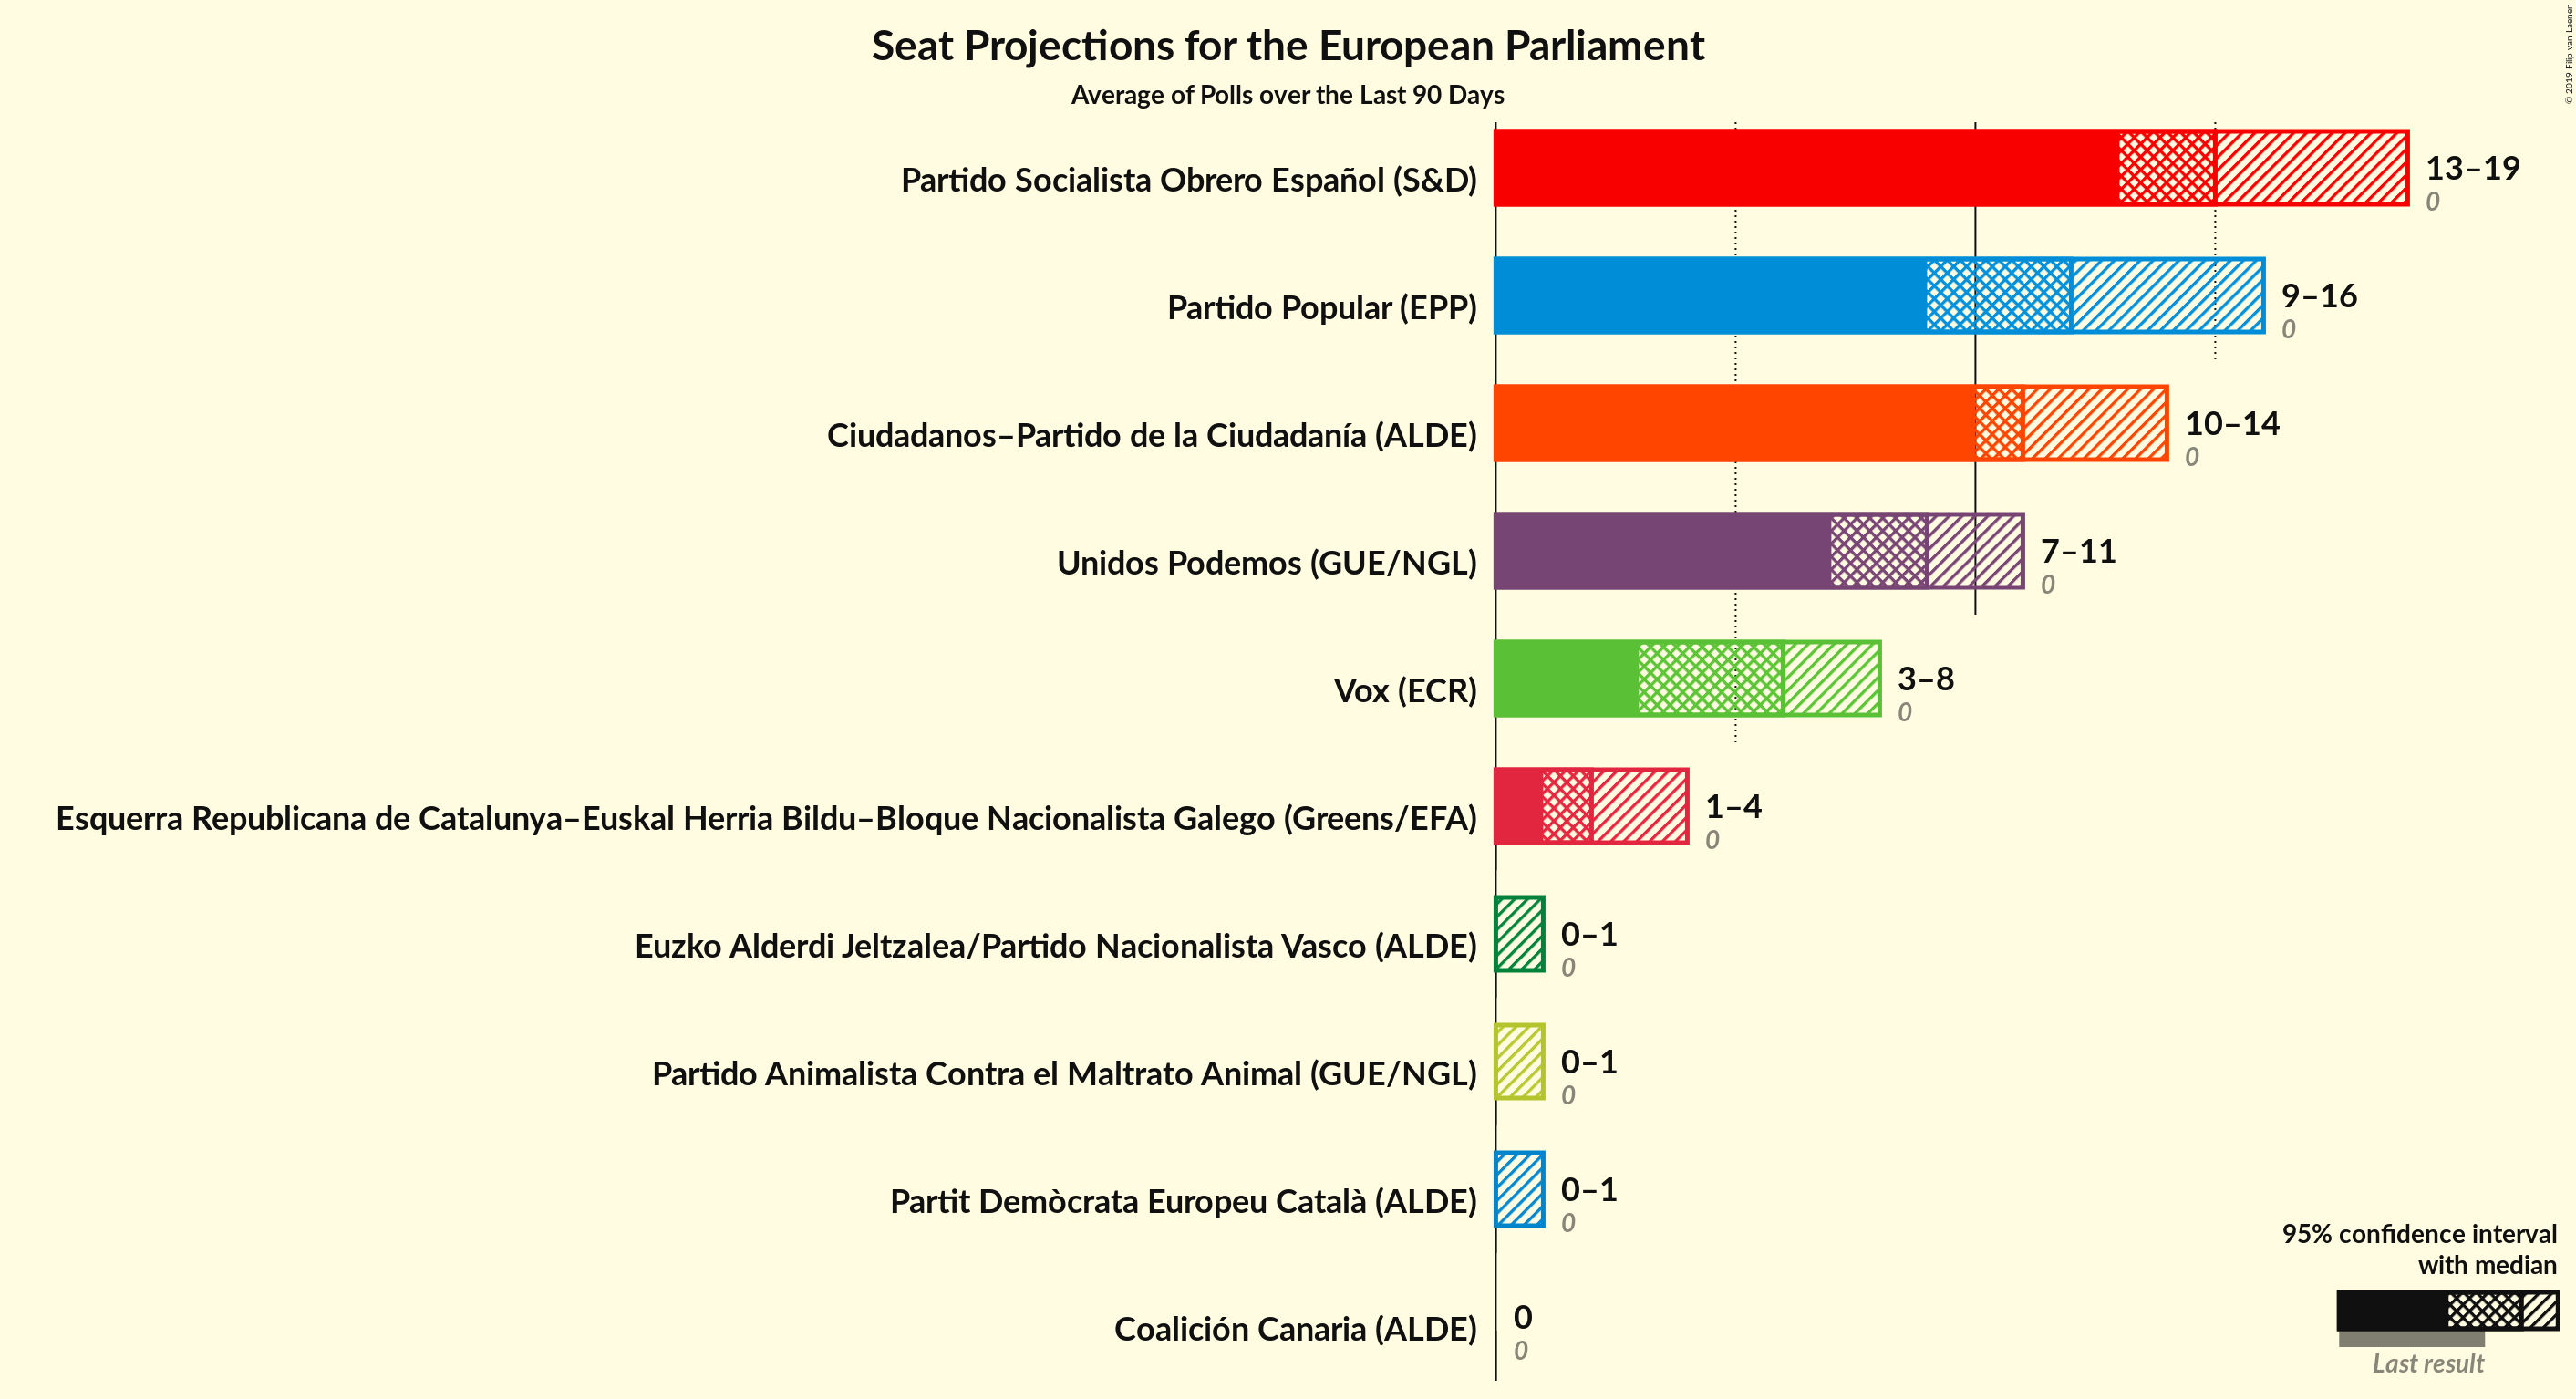 Seat Projections for the European Parliament
Average of Polls over the Last 90 Days
© 2019 Filip van Laenen
Partido Socialista Obrero Español (S&D)
13–19
0
Partido Popular (EPP)
9–16
0
Ciudadanos–Partido de la Ciudadanía (ALDE)
10–14
0
Unidos Podemos (GUE/NGL)
7–11
0
Vox (ECR)
3–8
0
Esquerra Republicana de Catalunya–Euskal Herria Bildu–Bloque Nacionalista Galego (Greens/EFA)
1–4
0
Euzko Alderdi Jeltzalea/Partido Nacionalista Vasco (ALDE)
0–1
0
Partido Animalista Contra el Maltrato Animal (GUE/NGL)
0–1
0
Partit Demòcrata Europeu Català (ALDE)
0–1
0
Coalición Canaria (ALDE)
0
0
95% confidence interval
with median
Last result